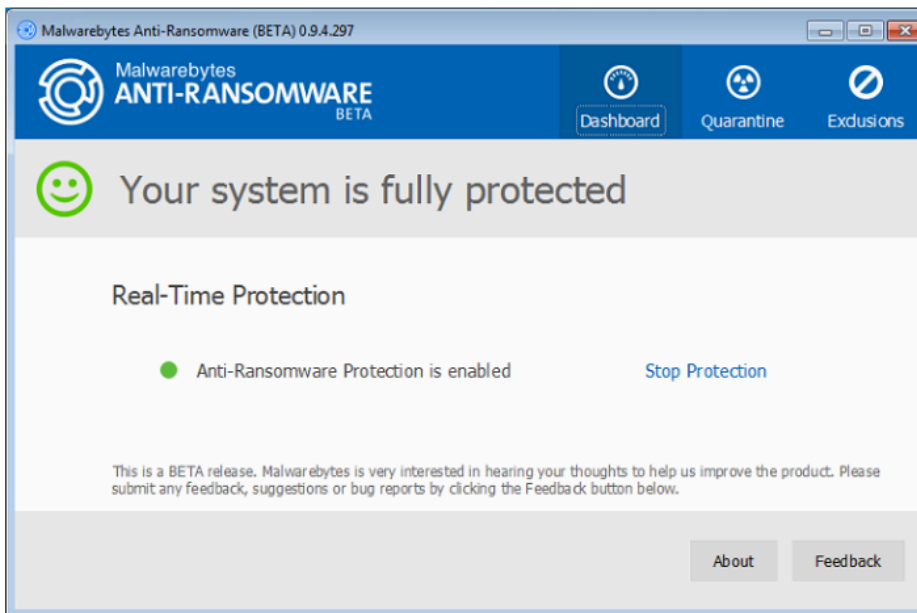 Malwarebytes Anti-Ransomware (BETA) 0.9.4.297
Malwarebytes
ANTI-RANSOMWARE
BETA
Dashboard
Quarantine
Exclusions
Your system is fully protected
Real-Time Protection
Anti-Ransomware Protection is enabled
Stop Protection
This is a BETA release. Malwarebytes is very interested in hearing your thoughts to help us improve the product. Please
submit any feedback, suggestions or bug reports by clicking the Feedback button below.
About
Feedback